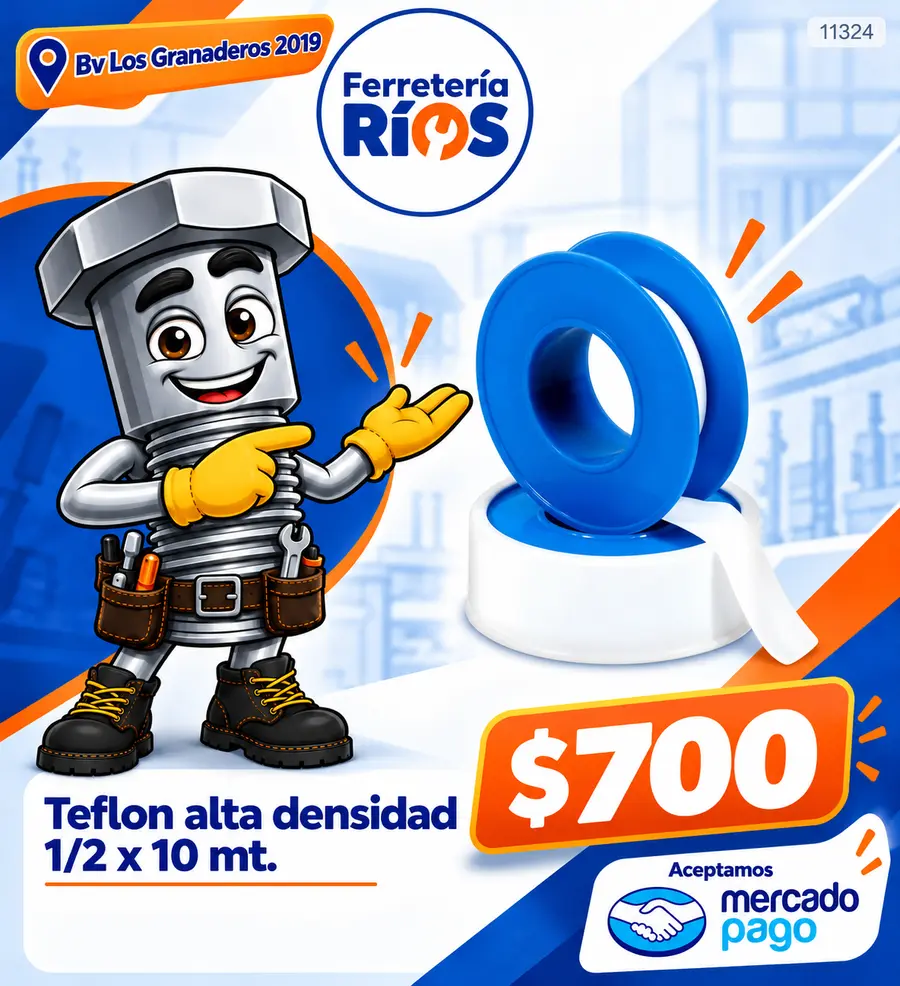 Bv Los Granaderos 2019
Ferretería
RÍOS
11324
$700
Teflon alta densidad
1/2 x 10 mt.
Aceptamos
mercado
pago